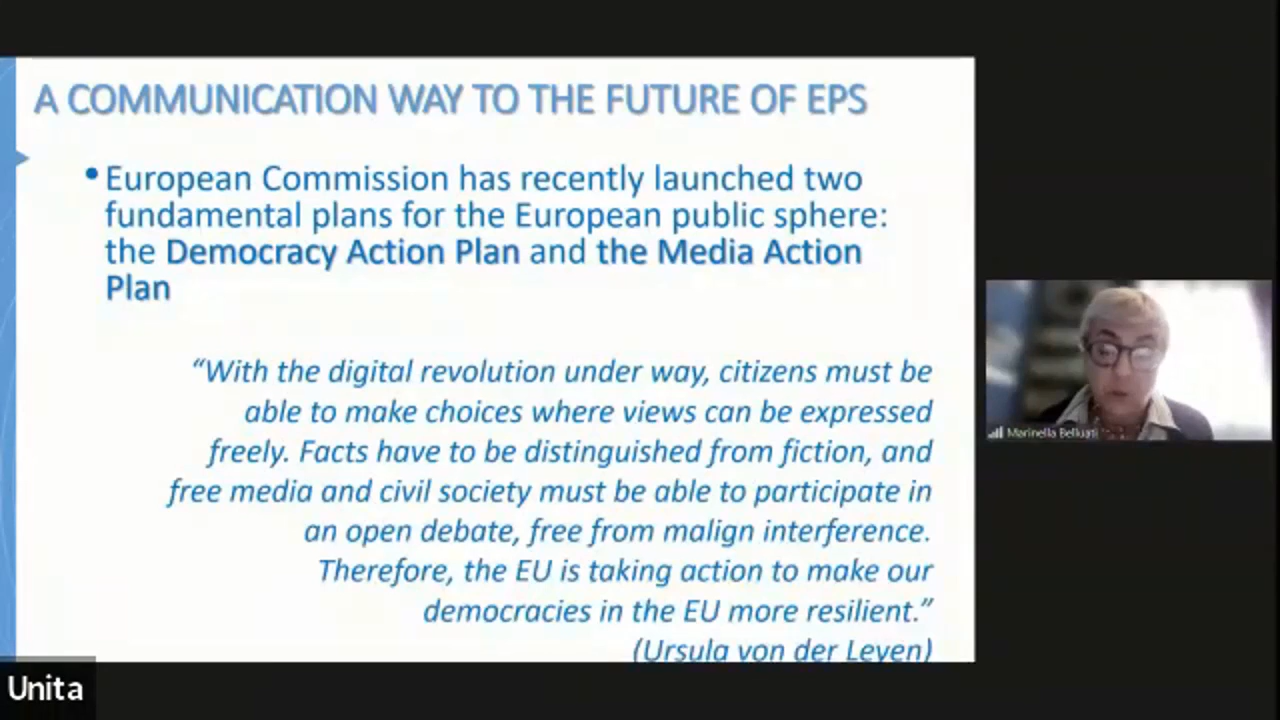 A COMMUNICATION WAY TO THE FUTURE OF EPS
• European Commission has recently launched two
fundamental plans for the European public sphere:
the Democracy Action Plan and the Media Action
Plan
“With the digital revolution under way, citizens must be
able to make choices where views can be expressed
freely. Facts have to be distinguished from fiction, and
free media and civil society must be able to participate in
an open debate, free from malign interference.
Therefore, the EU is taking action to make our
democracies in the EU more resilient.”
(Ursula von der Leyen)
Marinella Belluati
Unita